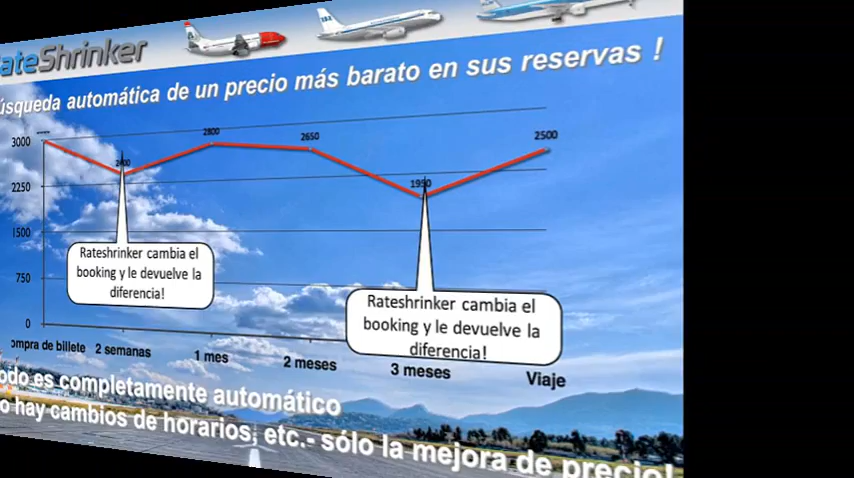 ateShrinker
úsqueda automática de un precio más barato en sus reservas !
3000
2250
1500
750
0
2400
2800
2650
1950
2500
Rateshrinker cambia el
booking y le devuelve la
diferencia!
Rateshrinker cambia el
booking y le devuelve la
diferencia!
ompra de billete 2 semanas 1 mes 2 meses 3 meses Viaje
odo es completamente automático
o hay cambios de horarios, etc.- sólo la mejora de precio!